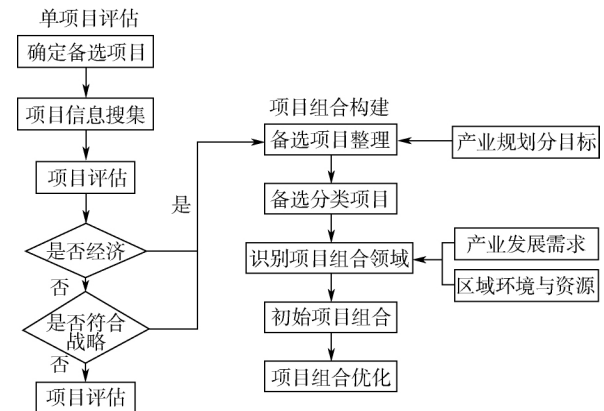 单项目评估
确定备选项目
项目信息搜集
项目评估
是否经济
否
是否符合
战略
否
项目评估
是
项目组合构建
备选项目整理
备选分类项目
识别项目组合领域
初始项目组合
项目组合优化
产业规划分目标
产业发展需求
区域环境与资源